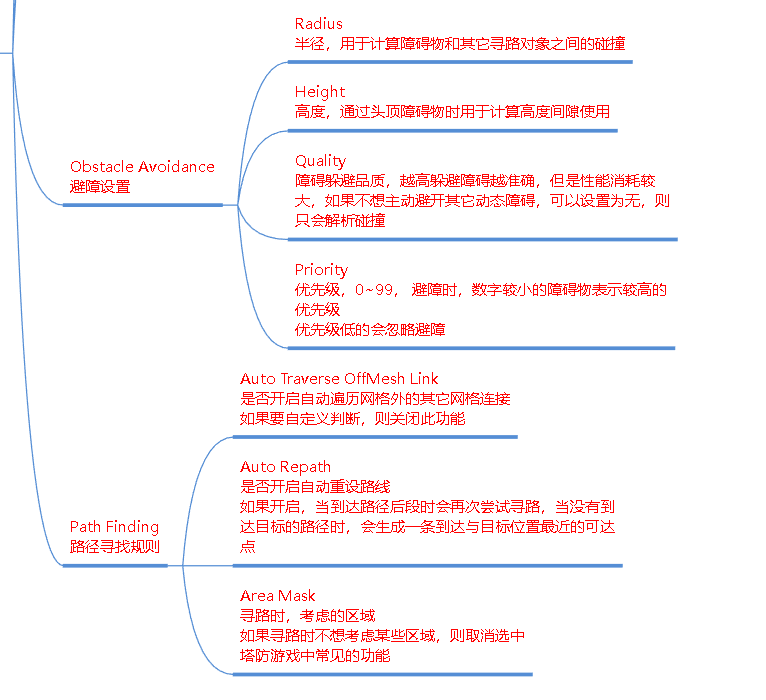 Radius
半径，用于计算障碍物和其它寻路对象之间的碰撞
Height
高度，通过头顶障碍物时用于计算高度间隙使用
Obstacle Avoidance
避障设置
Quality
障碍躲避品质，越高躲避障碍越准确，但是性能消耗较
大，如果不想主动避开其它动态障碍，可以设置为无，则
只会解析碰撞
Priority
优先级，0~99， 避障时，数字较小的障碍物表示较高的
优先级
优先级低的会忽略避障
Auto Traverse OffMesh Link
是否开启自动遍历网格外的其它网格连接
如果要自定义判断，则关闭此功能
Auto Repath
是否开启自动重设路线
如果开启，当到达路径后段时会再次尝试寻路，当没有到
达目标的路径时，会生成一条到达与目标位置最近的可达
点
Path Finding
路径寻找规则
Area Mask
寻路时，考虑的区域
如果寻路时不想考虑某些区域，则取消选中
塔防游戏中常见的功能